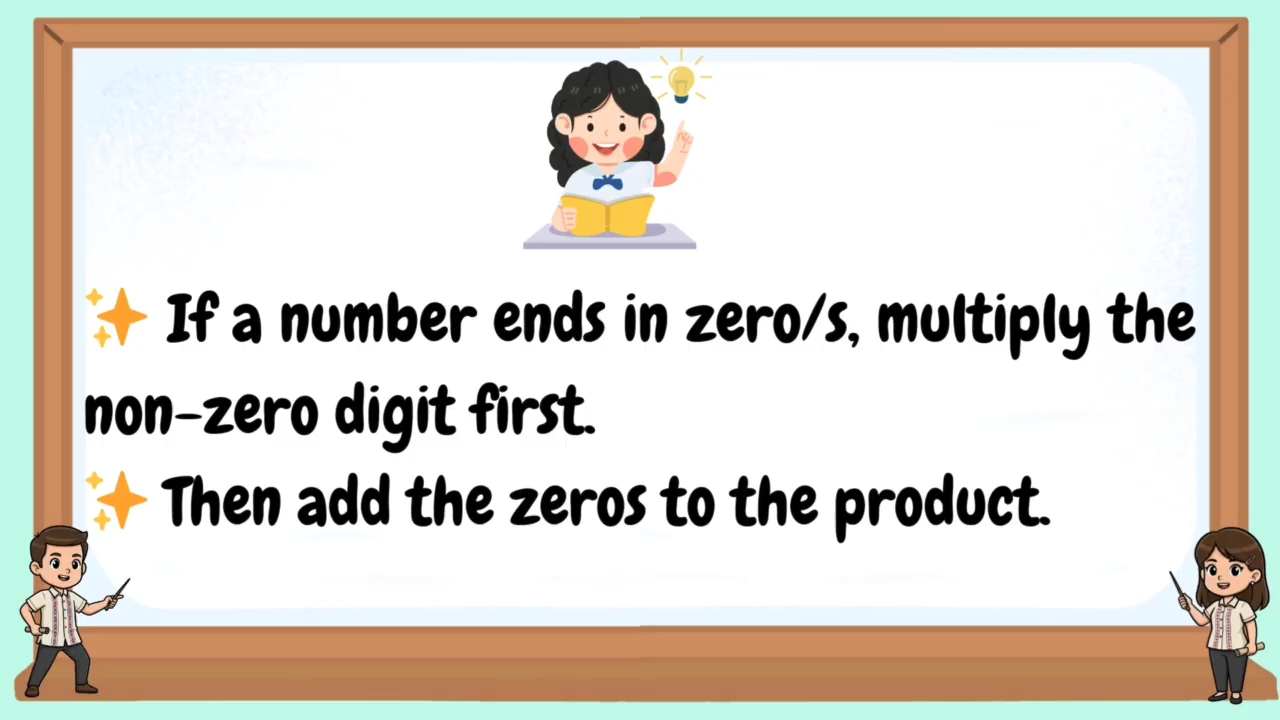 If a number ends in zero/s, multiply the
non-zero digit first.
Then add the zeros to the product.